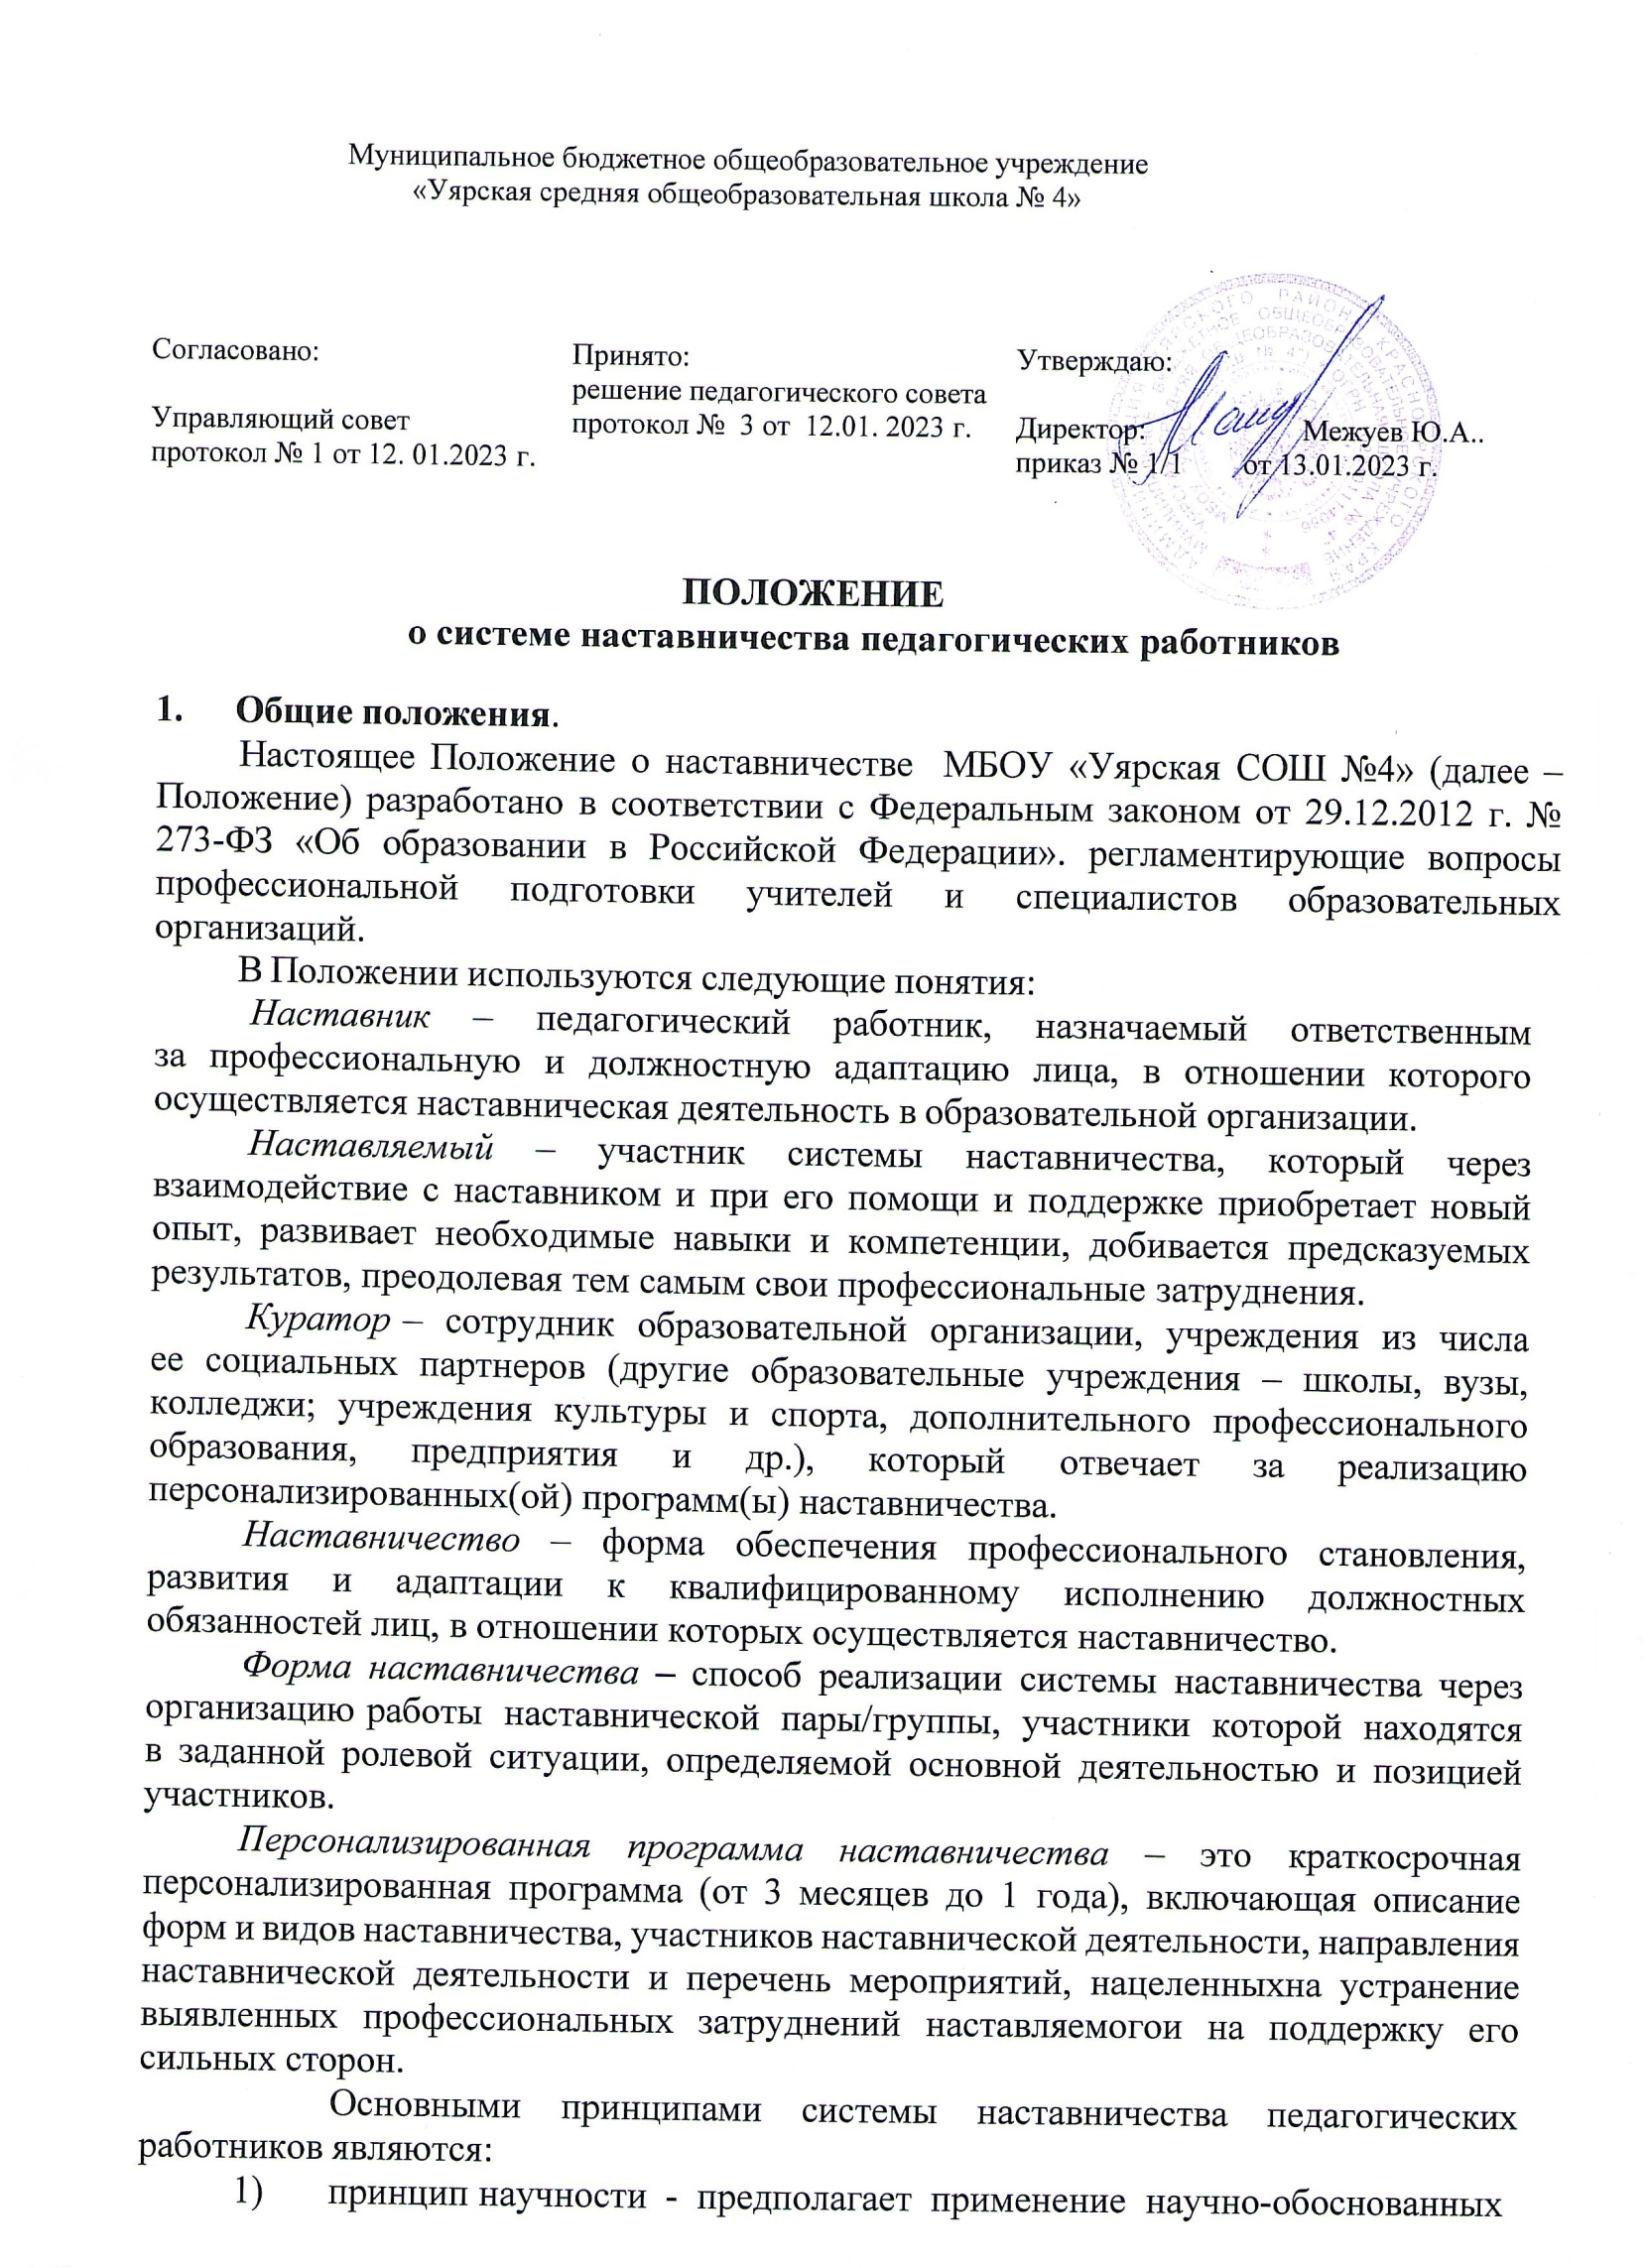 Муниципальное бюджетное общеобразовательное учреждение
«Уярская средняя общеобразовательная школа № 4»
Согласовано:
Управляющий совет
протокол № 1 от 12. 01.2023 г.
Принято:
решение педагогического совета
протокол № 3 от 12.01. 2023 г.
Утверждаю:
Директор: Межуев Ю.А..
приказ № 1/1 от 13.01.2023 г.
ПОЛОЖЕНИЕ
о системе наставничества педагогических работников
1. Общие положения.
Настоящее Положение о наставничестве МБОУ «Уярская СОШ №4» (далее –
Положение) разработано в соответствии с Федеральным законом от 29.12.2012 г. №
273-ФЗ «Об образовании в Российской Федерации». регламентирующие вопросы
профессиональной подготовки учителей и специалистов образовательных
организаций.
В Положении используются следующие понятия:
Наставник – педагогический работник, назначаемый ответственным
за профессиональную и должностную адаптацию лица, в отношении которого
осуществляется наставническая деятельность в образовательной организации.
Наставляемый – участник системы наставничества, который через
взаимодействие с наставником и при его помощи и поддержке приобретает новый
опыт, развивает необходимые навыки и компетенции, добивается предсказуемых
результатов, преодолевая тем самым свои профессиональные затруднения.
Куратор – сотрудник образовательной организации, учреждения из числа
ее социальных партнеров (другие образовательные учреждения – школы, вузы,
колледжи; учреждения культуры и спорта, дополнительного профессионального
образования, предприятия и др.), который отвечает за реализацию
персонализированных(ой) программ(ы) наставничества.
Наставничество – форма обеспечения профессионального становления,
развития и адаптации к квалифицированному исполнению должностных
обязанностей лиц, в отношении которых осуществляется наставничество.
Форма наставничества – способ реализации системы наставничества через
организацию работы наставнической пары/группы, участники которой находятся
в заданной ролевой ситуации, определяемой основной деятельностью и позицией
участников.
Персонализированная программа наставничества – это краткосрочная
персонализированная программа (от 3 месяцев до 1 года), включающая описание
форм и видов наставничества, участников наставнической деятельности, направления
наставнической деятельности и перечень мероприятий, нацеленныхна устранение
выявленных профессиональных затруднений наставляемогои на поддержку его
сильных сторон.
Основными принципами системы наставничества педагогических
работников являются:
1) принцип научности - предполагает применение научно-обоснованных